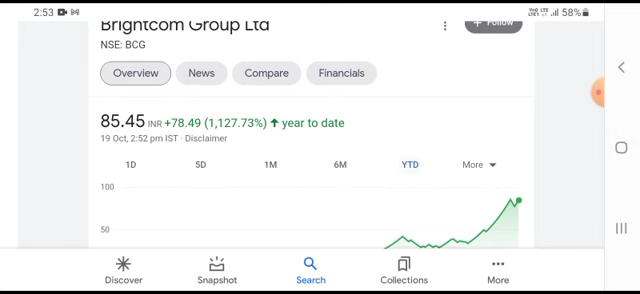 2:53 58%
Brightcom Group Ltd
+ Follow
NSE: BCG
Overview News Compare Financials
85.45 INR +78.49 (1,127.73%) ↑ year to date
19 Oct, 2:52 pm IST · Disclaimer
1D 5D 1M 6M YTD More
100
50
Discover Snapshot Search Collections More